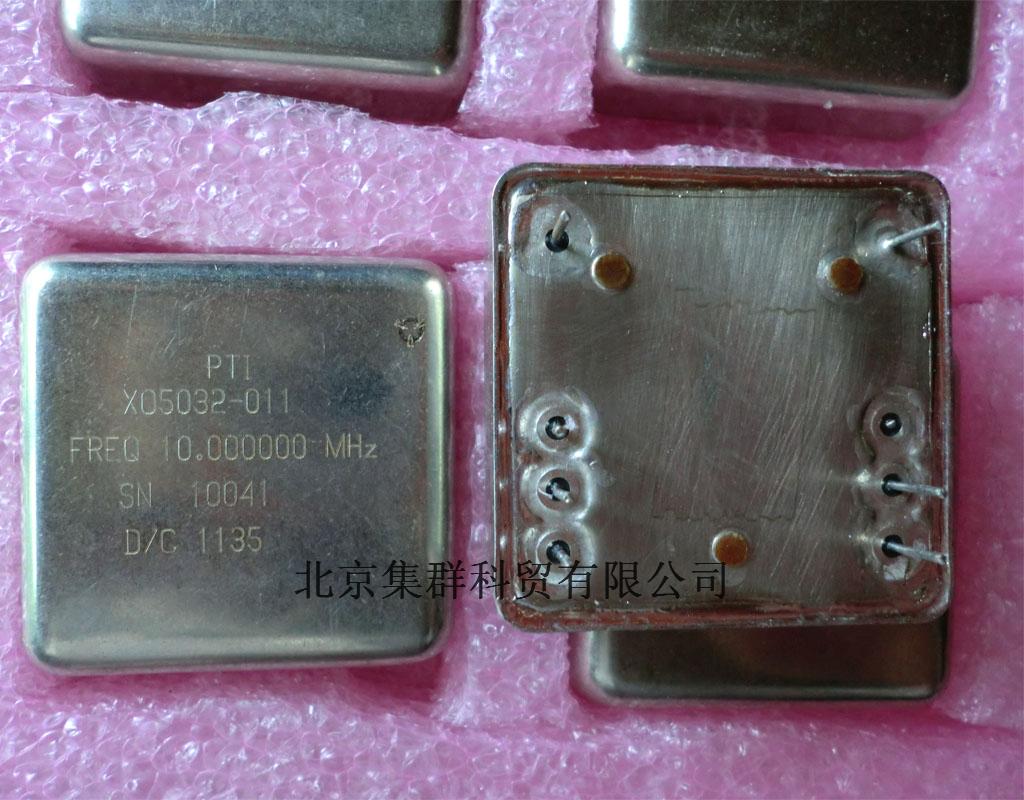 PTI
XO5032-011
FREQ 10.000000 MHz
SN 10041
D/C 1135
北京集群科贸有限公司